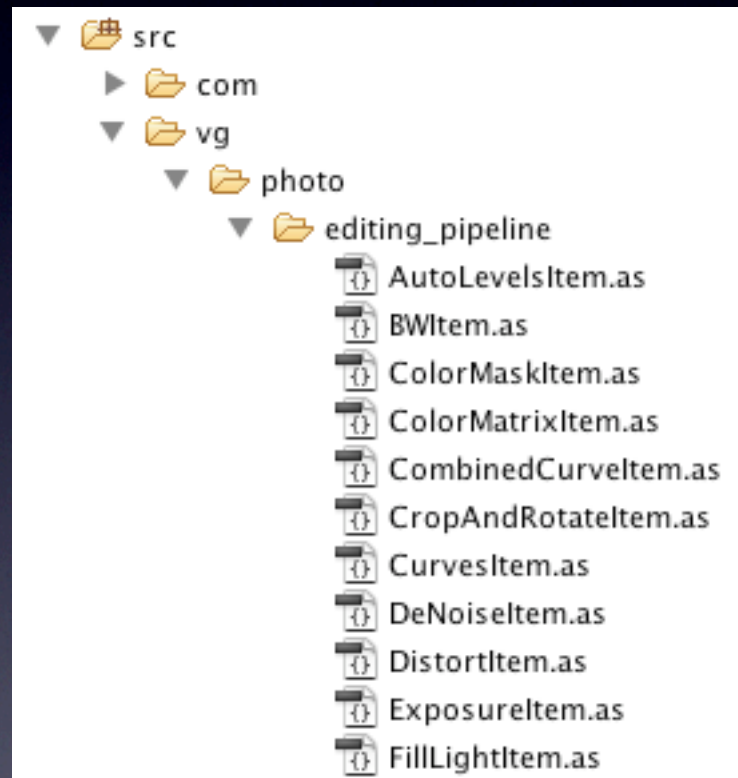 src
com
vg
photo
editing_pipeline
AutoLevelsItem.as
BWItem.as
ColorMaskItem.as
ColorMatrixItem.as
CombinedCurveItem.as
CropAndRotateItem.as
CurvesItem.as
DeNoiseItem.as
DistortItem.as
ExposureItem.as
FillLightItem.as